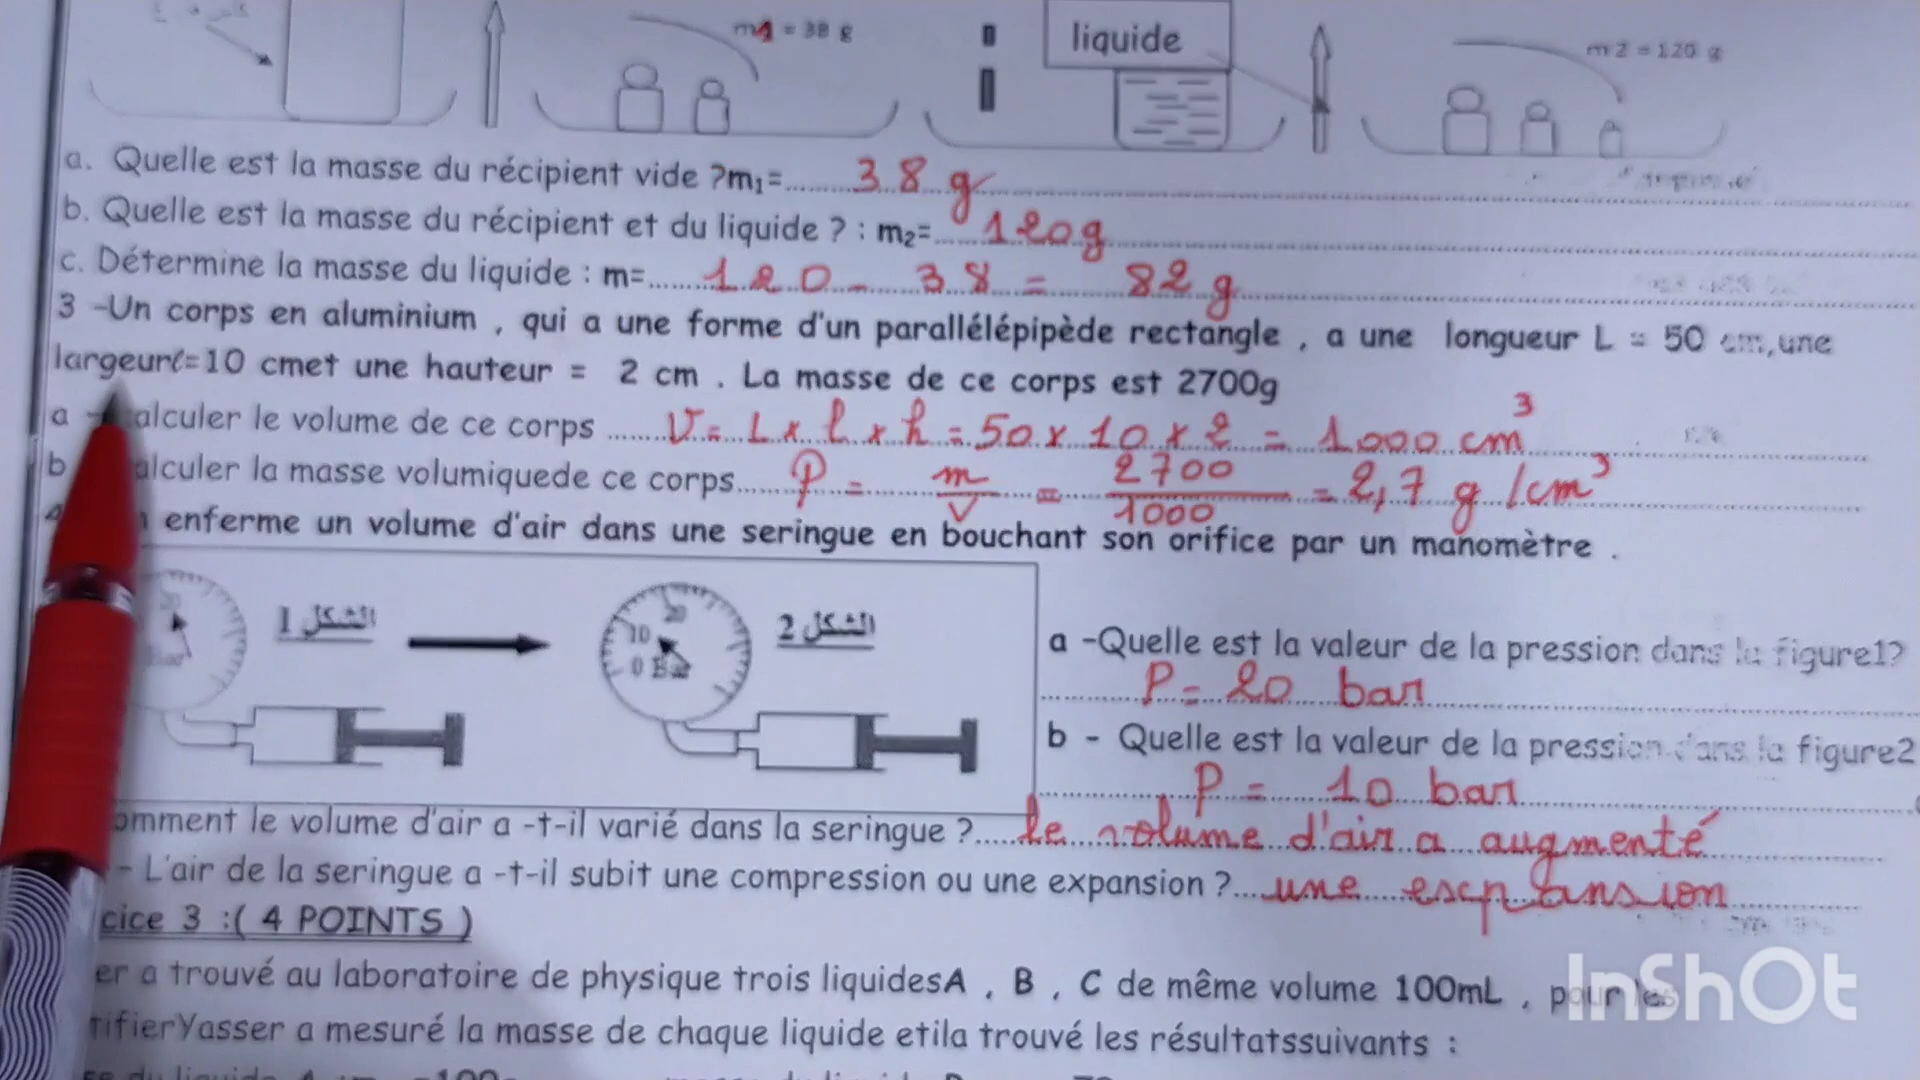 m1 = 38 g
liquide
m2 = 120 g
a. Quelle est la masse du récipient vide ?m₁=........ 38 g
b. Quelle est la masse du récipient et du liquide ? : m₂=...... 120g
c. Détermine la masse du liquide : m=...... 120 - 38 = 82 g
3 -Un corps en aluminium , qui a une forme d'un parallélépipède rectangle , a une longueur L = 50 cm,une
largeurℓ=10 cmet une hauteur = 2 cm . La masse de ce corps est 2700g
a - alculer le volume de ce corps ...... V = L x l x h = 50 x 10 x 2 = 1000 cm³
b alculer la masse volumiquede ce corps..... ρ = m/V = 2700/1000 = 2,7 g/cm³
enferme un volume d'air dans une seringue en bouchant son orifice par un manomètre .
الشكل 1
الشكل 2
20
10
0 Bar
a -Quelle est la valeur de la pression dans la figure1?
P = 20 bar
b - Quelle est la valeur de la pression dans la figure2
P = 10 bar
omment le volume d'air a -t-il varié dans la seringue ?..... le volume d'air a augmenté
- L'air de la seringue a -t-il subit une compression ou une expansion ?.... une expansion
cice 3 :( 4 POINTS )
er a trouvé au laboratoire de physique trois liquidesA , B , C de même volume 100mL , pour les
tifierYasser a mesuré la masse de chaque liquide etila trouvé les résultatssuivants :
InShOt